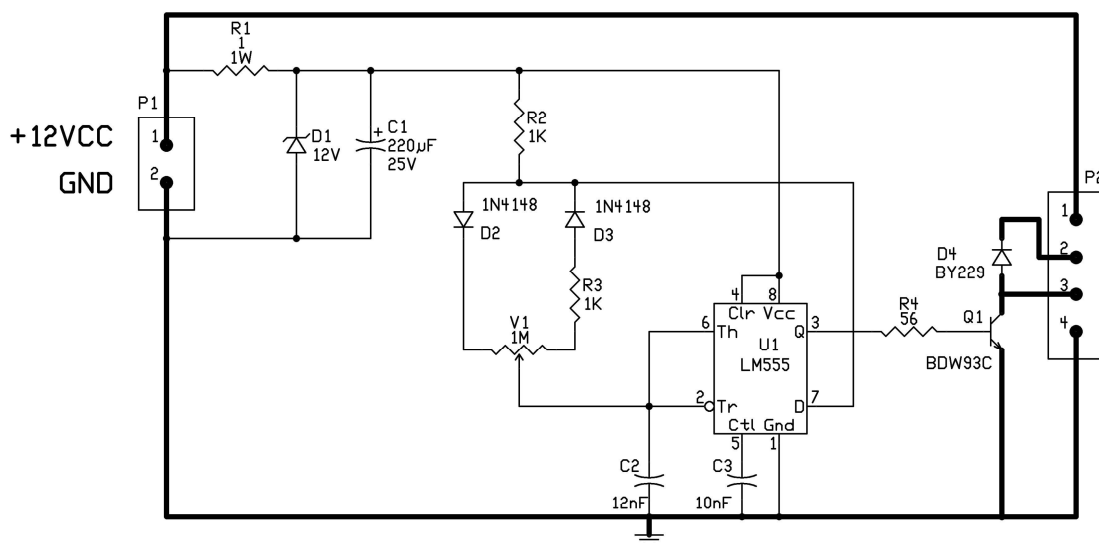 R1
1
1W
P1
+12VCC
1
GND
2
D1
12V
+
C1
220µF
25V
R2
1K
1N4148
D2
1N4148
D3
R3
1K
V1
1M
4
8
Clr
Vcc
6
Th
Q
3
U1
LM555
2
Tr
D
7
Ctl
Gnd
5
1
C2
12nF
C3
10nF
R4
56
Q1
BDW93C
D4
BY229
P2
1
2
3
4